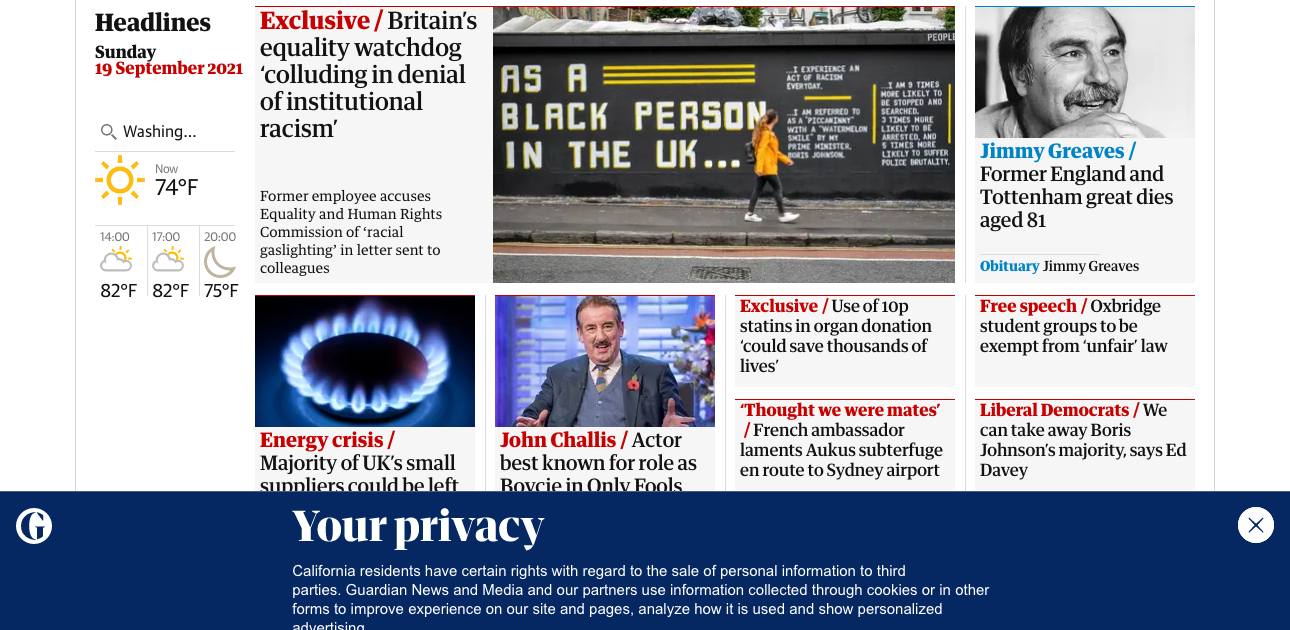 Headlines
Sunday
19 September 2021
Washing...
Now
74°F
14:00
17:00
20:00
82°F
82°F
75°F
Exclusive / Britain’s
equality watchdog
‘colluding in denial
of institutional
racism’
Former employee accuses
Equality and Human Rights
Commission of ‘racial
gaslighting’ in letter sent to
colleagues
PEOPLE
AS A
BLACK PERSON
IN THE UK...
...I EXPERIENCE AN
ACT OF RACISM
EVERYDAY.
...I AM REFERRED TO
AS A "PICCANINNY"
WITH A "WATERMELON
SMILE" BY MY
PRIME MINISTER,
BORIS JOHNSON.
...I AM 9 TIMES
MORE LIKELY TO
BE STOPPED AND
SEARCHED,
3 TIMES MORE
LIKELY TO BE
ARRESTED, AND
5 TIMES MORE
LIKELY TO SUFFER
POLICE BRUTALITY.
Jimmy Greaves /
Former England and
Tottenham great dies
aged 81
Obituary Jimmy Greaves
Energy crisis /
Majority of UK’s small
suppliers could be left
John Challis / Actor
best known for role as
Boycie in Only Fools
Exclusive / Use of 10p
statins in organ donation
‘could save thousands of
lives’
‘Thought we were mates’
/ French ambassador
laments Aukus subterfuge
en route to Sydney airport
Free speech / Oxbridge
student groups to be
exempt from ‘unfair’ law
Liberal Democrats / We
can take away Boris
Johnson’s majority, says Ed
Davey
G
Your privacy
California residents have certain rights with regard to the sale of personal information to third
parties. Guardian News and Media and our partners use information collected through cookies or in other
forms to improve experience on our site and pages, analyze how it is used and show personalized
advertising.